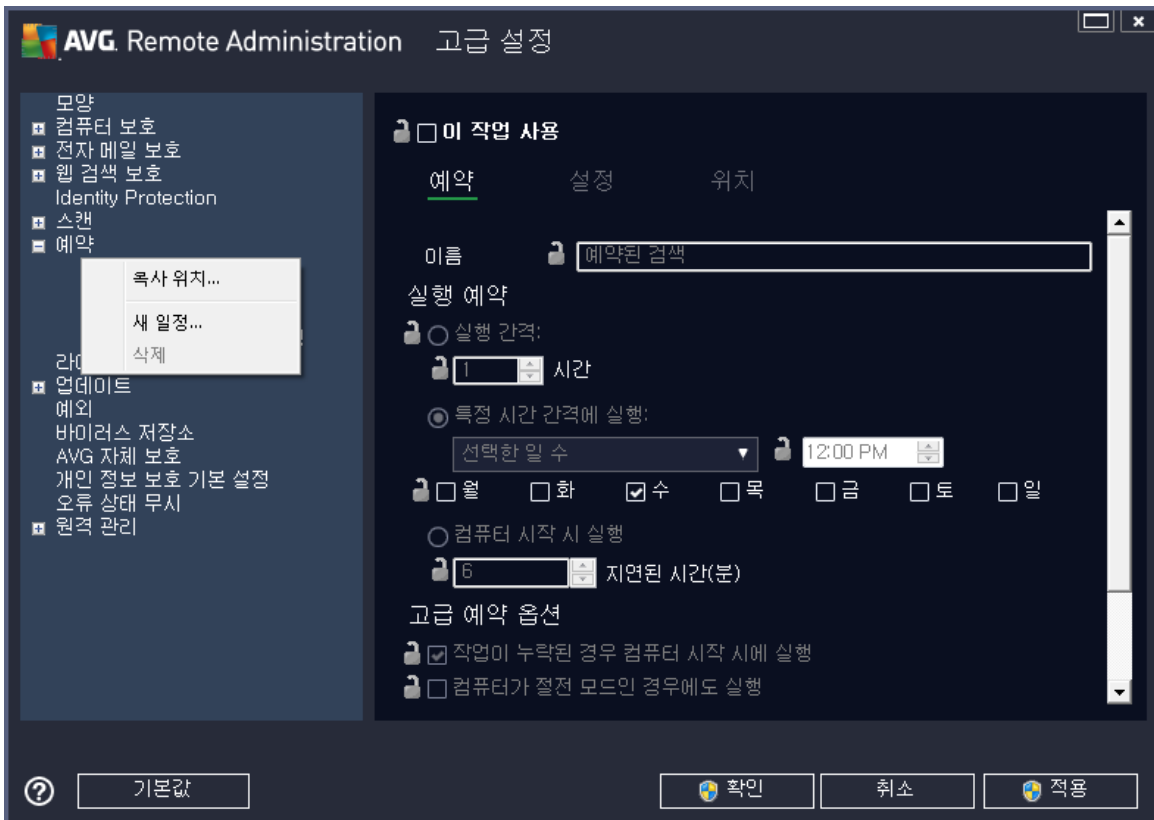 AVG. Remote Administration 고급 설정
모양
컴퓨터 보호
전자 메일 보호
웹 검색 보호
Identity Protection
스캔
예약
복사 위치...
새 일정...
삭제
업데이트
예외
바이러스 저장소
AVG 자체 보호
개인 정보 보호 기본 설정
오류 상태 무시
원격 관리
이 작업 사용
예약 설정 위치
이름 예약된 검색
실행 예약
실행 간격:
1 시간
특정 시간 간격에 실행:
선택한 일 수 12:00 PM
월 화 수 목 금 토 일
컴퓨터 시작 시 실행
6 지연된 시간(분)
고급 예약 옵션
작업이 누락된 경우 컴퓨터 시작 시에 실행
컴퓨터가 절전 모드인 경우에도 실행
기본값 확인 취소 적용